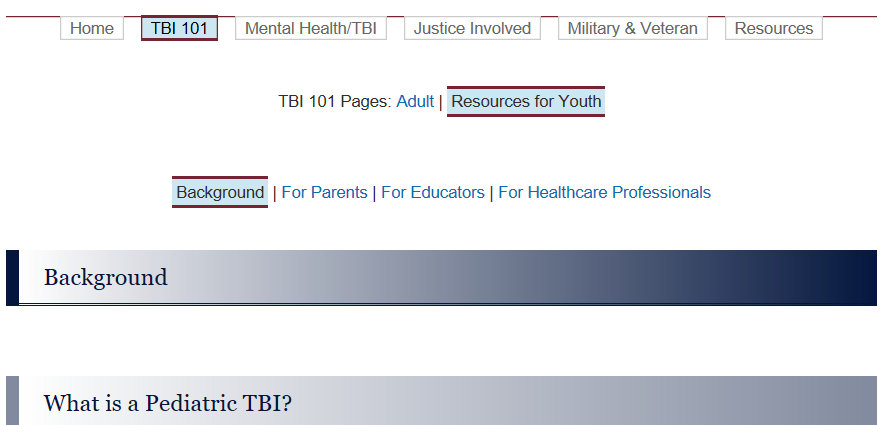 Home TBI 101 Mental Health/TBI Justice Involved Military & Veteran Resources
TBI 101 Pages: Adult | Resources for Youth
Background | For Parents | For Educators | For Healthcare Professionals
Background
What is a Pediatric TBI?